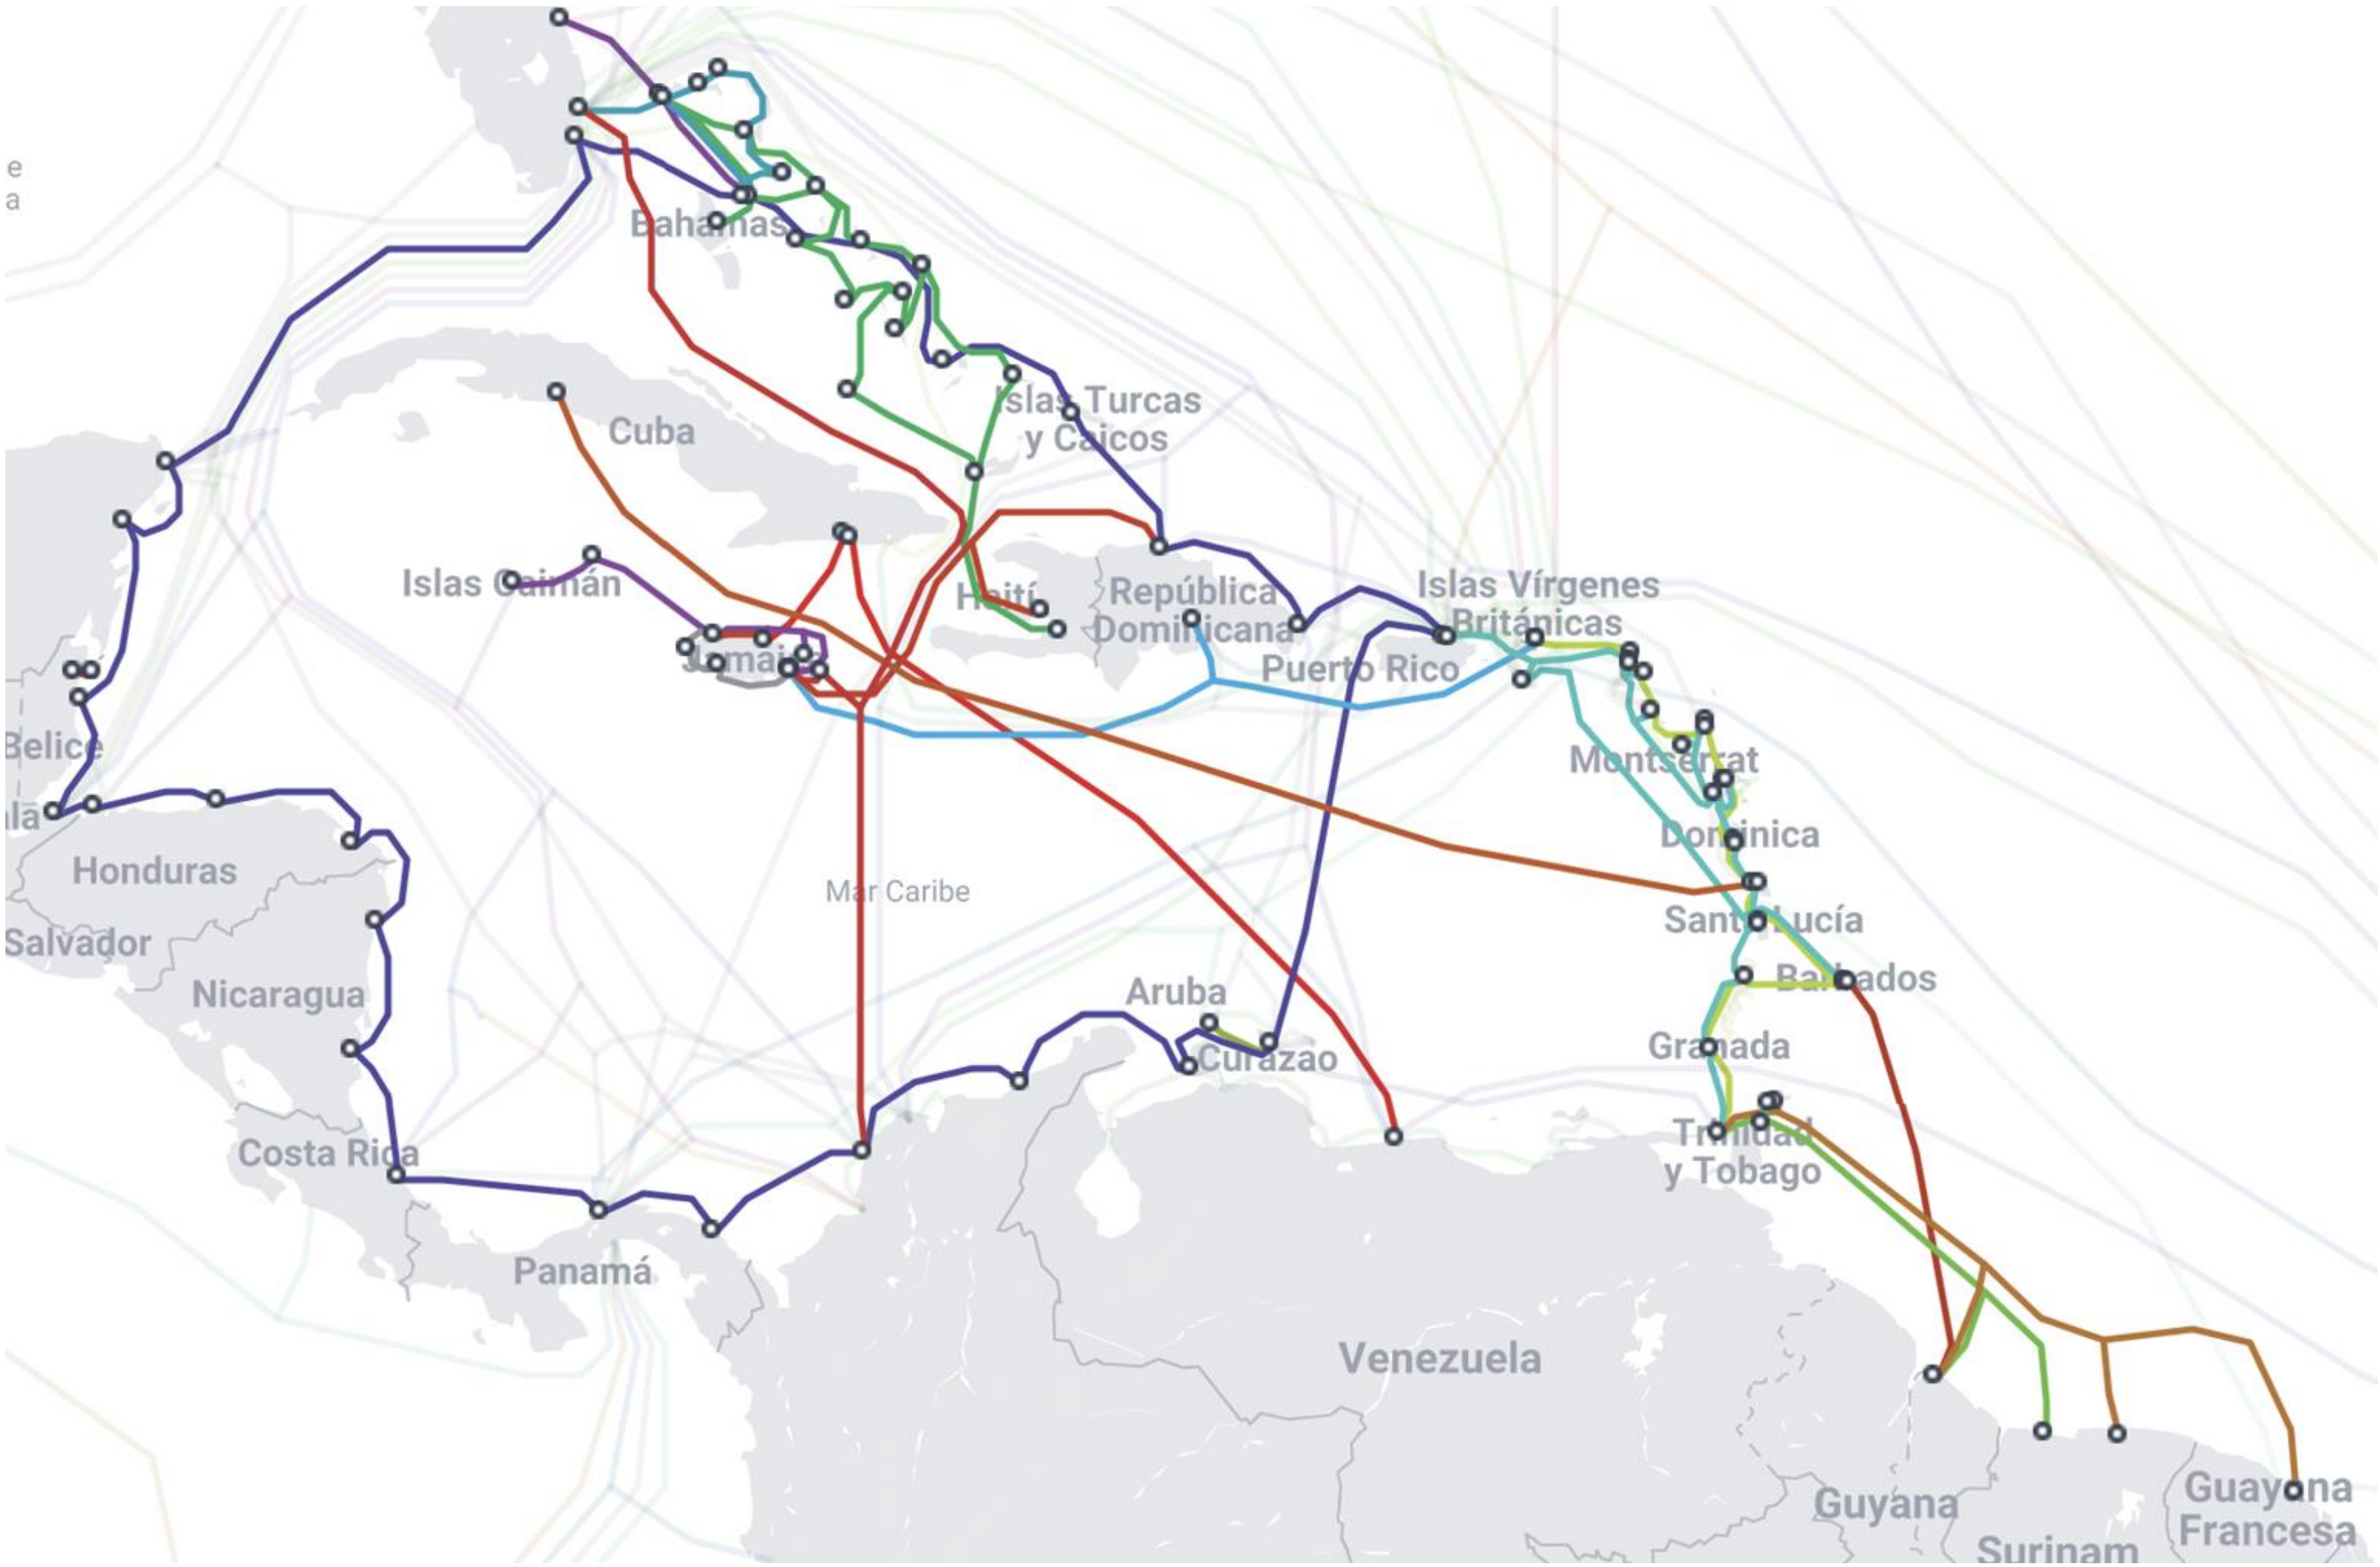 e
a
Bahamas
Islas Turcas
y Caicos
Cuba
Islas Caimán
Haití
República
Dominicana
Islas Vírgenes
Británicas
Jamaica
Puerto Rico
Belice
Montserrat
ala
Dominica
Honduras
Mar Caribe
Santa Lucía
Salvador
Barbados
Nicaragua
Aruba
Granada
Curazao
Costa Rica
Trinidad
y Tobago
Panamá
Venezuela
Guyana
Guayana
Francesa
Surinam